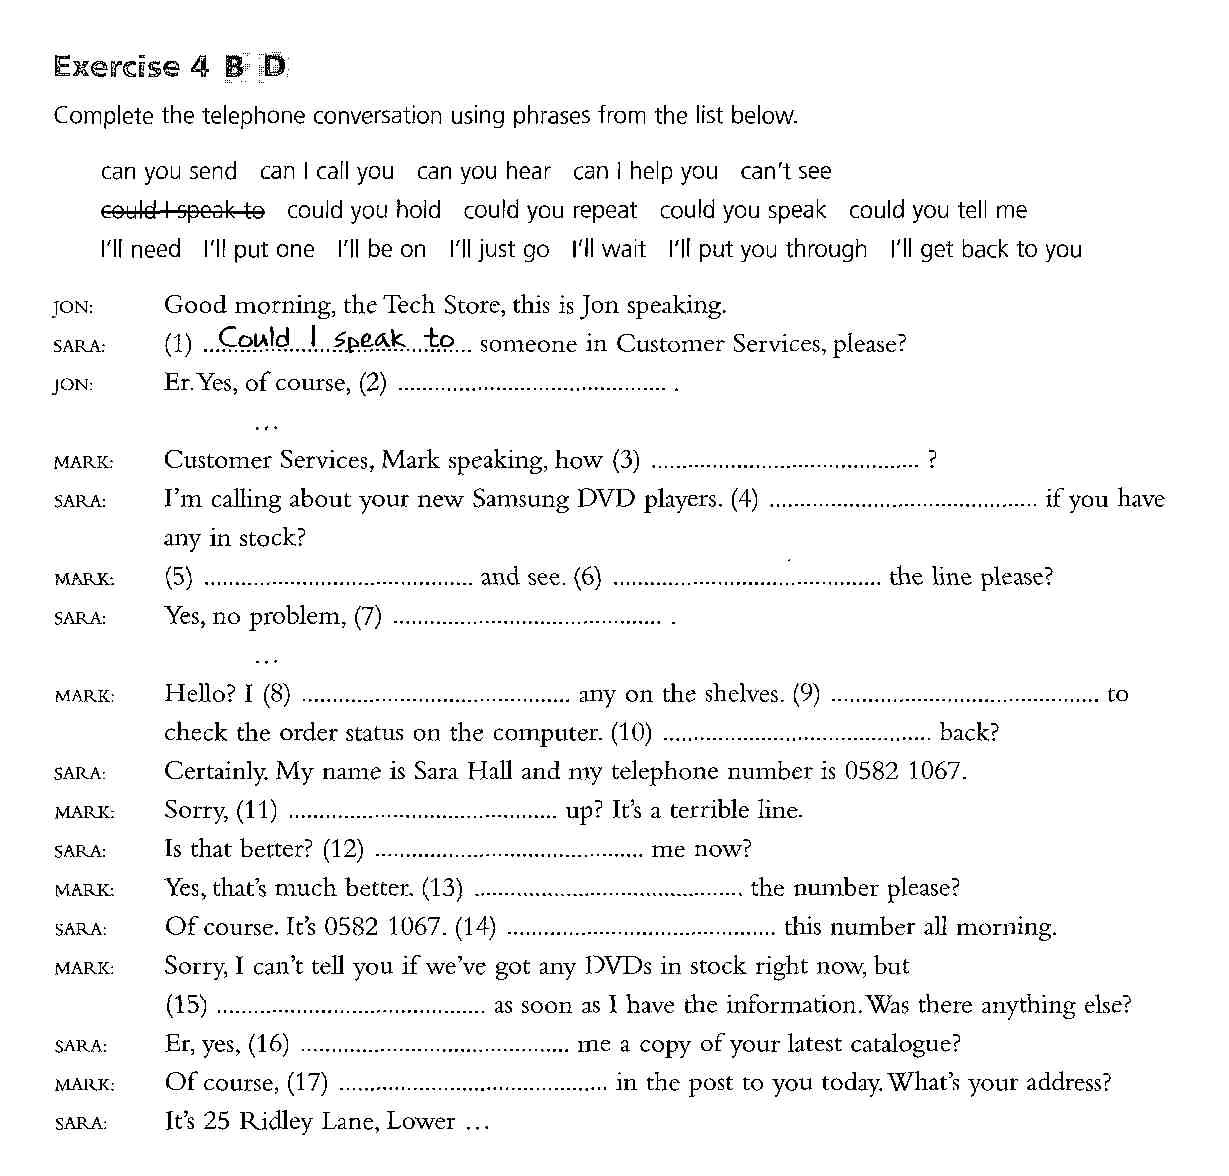 Exercise 4 B D
Complete the telephone conversation using phrases from the list below.
can you send can I call you can you hear can I help you can't see
could I speak to could you hold could you repeat could you speak could you tell me
I'll need I'll put one I'll be on I'll just go I'll wait I'll put you through I'll get back to you
JON: Good morning, the Tech Store, this is Jon speaking.
SARA: (1) ...Could I speak to... someone in Customer Services, please?
JON: Er. Yes, of course, (2) ............................................ .
...
MARK: Customer Services, Mark speaking, how (3) ............................................ ?
SARA: I'm calling about your new Samsung DVD players. (4) ............................................ if you have
any in stock?
MARK: (5) ............................................ and see. (6) ............................................ the line please?
SARA: Yes, no problem, (7) ............................................ .
...
MARK: Hello? I (8) ............................................ any on the shelves. (9) ............................................ to
check the order status on the computer. (10) ............................................ back?
SARA: Certainly. My name is Sara Hall and my telephone number is 0582 1067.
MARK: Sorry, (11) ............................................ up? It's a terrible line.
SARA: Is that better? (12) ............................................ me now?
MARK: Yes, that's much better. (13) ............................................ the number please?
SARA: Of course. It's 0582 1067. (14) ............................................ this number all morning.
MARK: Sorry, I can't tell you if we've got any DVDs in stock right now, but
(15) ............................................ as soon as I have the information. Was there anything else?
SARA: Er, yes, (16) ............................................ me a copy of your latest catalogue?
MARK: Of course, (17) ............................................ in the post to you today. What's your address?
SARA: It's 25 Ridley Lane, Lower ...